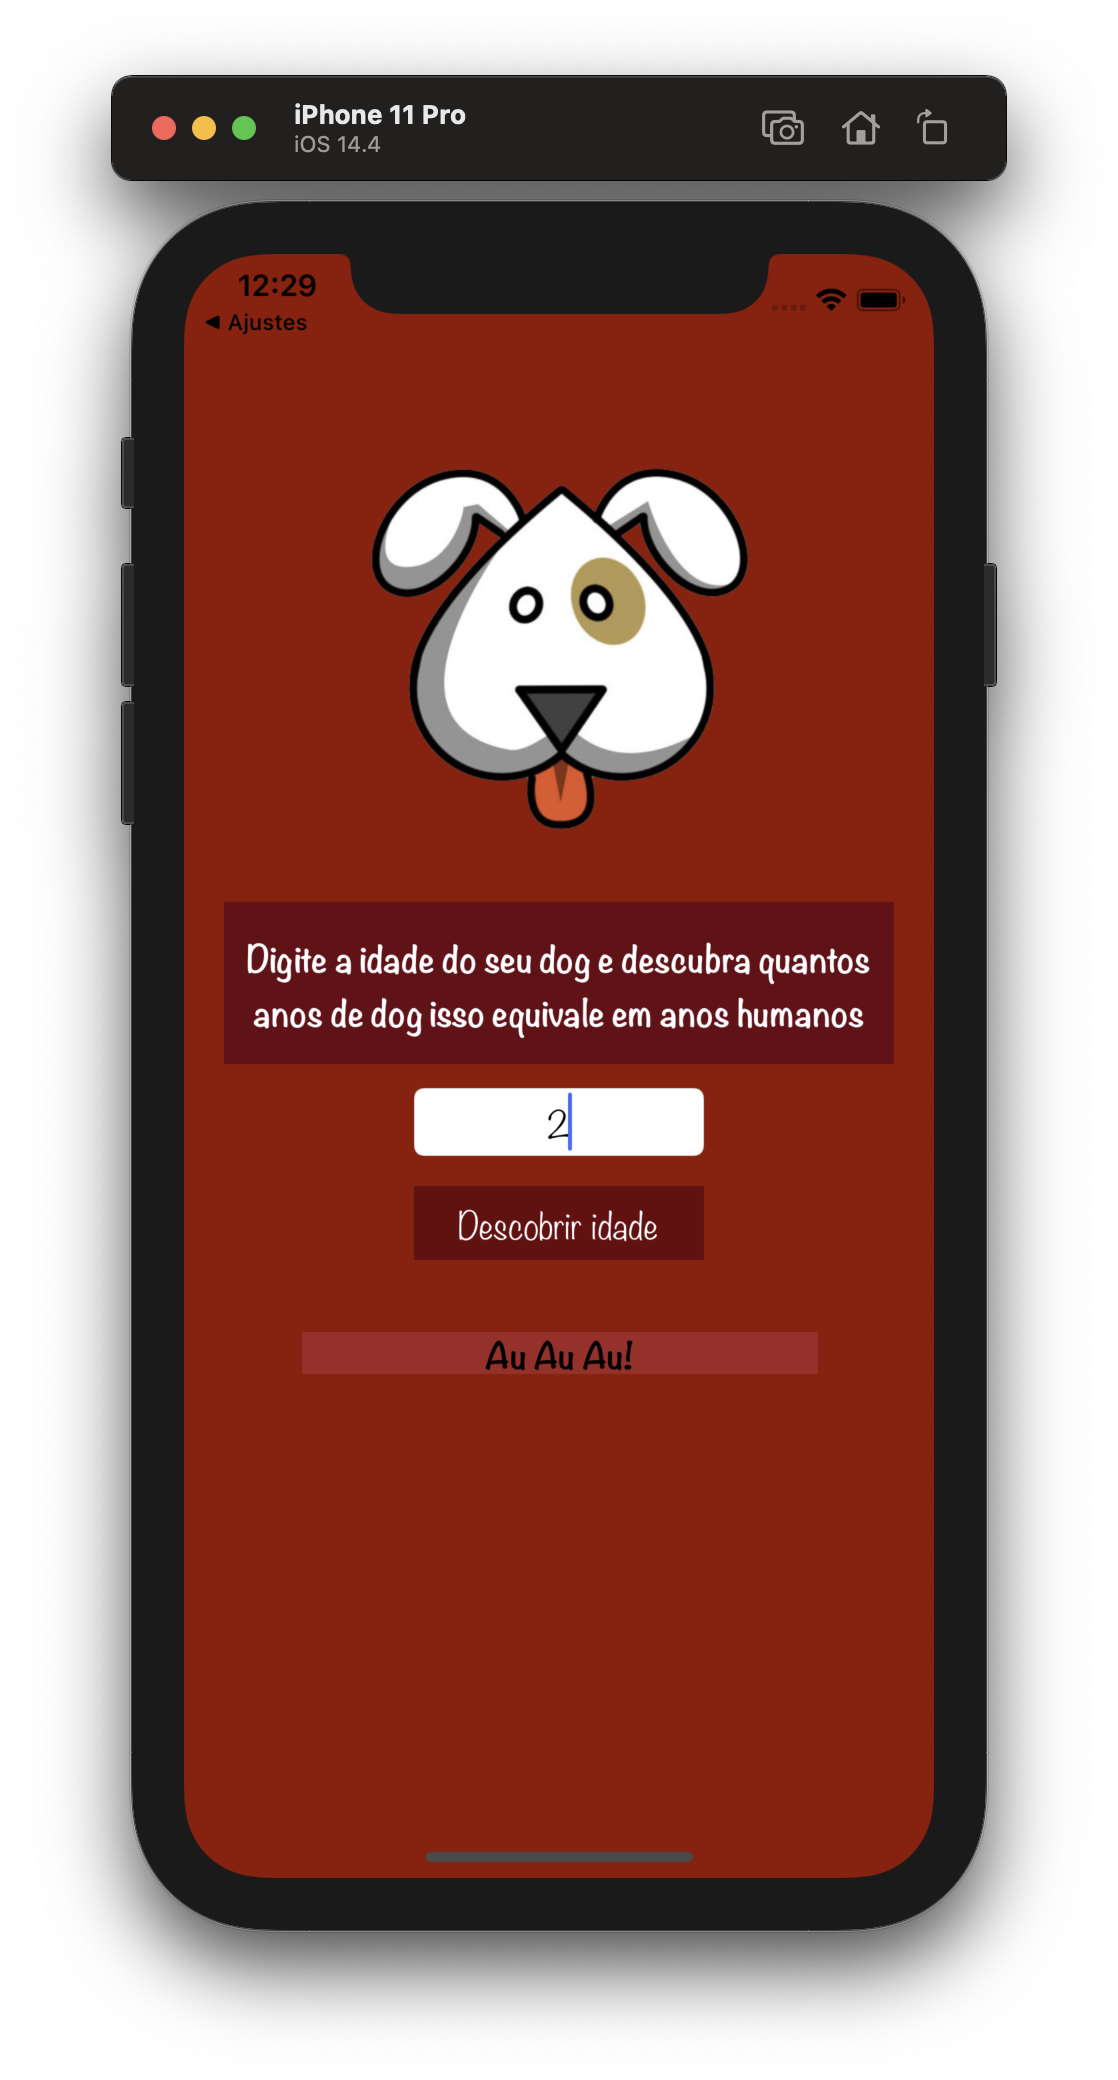 iPhone 11 Pro
iOS 14.4
12:29
◀ Ajustes
Digite a idade do seu dog e descubra quantos
anos de dog isso equivale em anos humanos
2
Descobrir idade
Au Au Au!